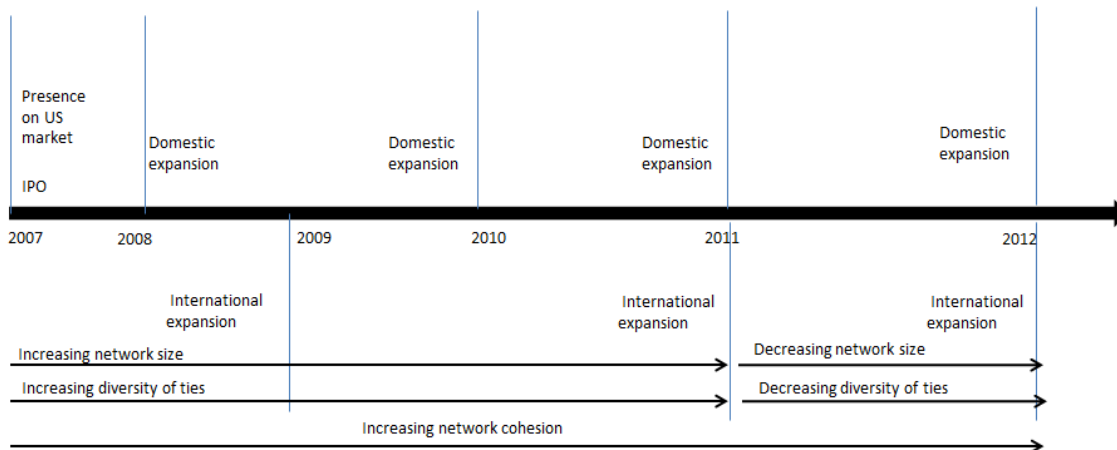 Presence
on US
market
IPO
Domestic
expansion
Domestic
expansion
Domestic
expansion
Domestic
expansion
2007
2008
2009
2010
2011
2012
International
expansion
International
expansion
International
expansion
Increasing network size
Decreasing network size
Increasing diversity of ties
Decreasing diversity of ties
Increasing network cohesion